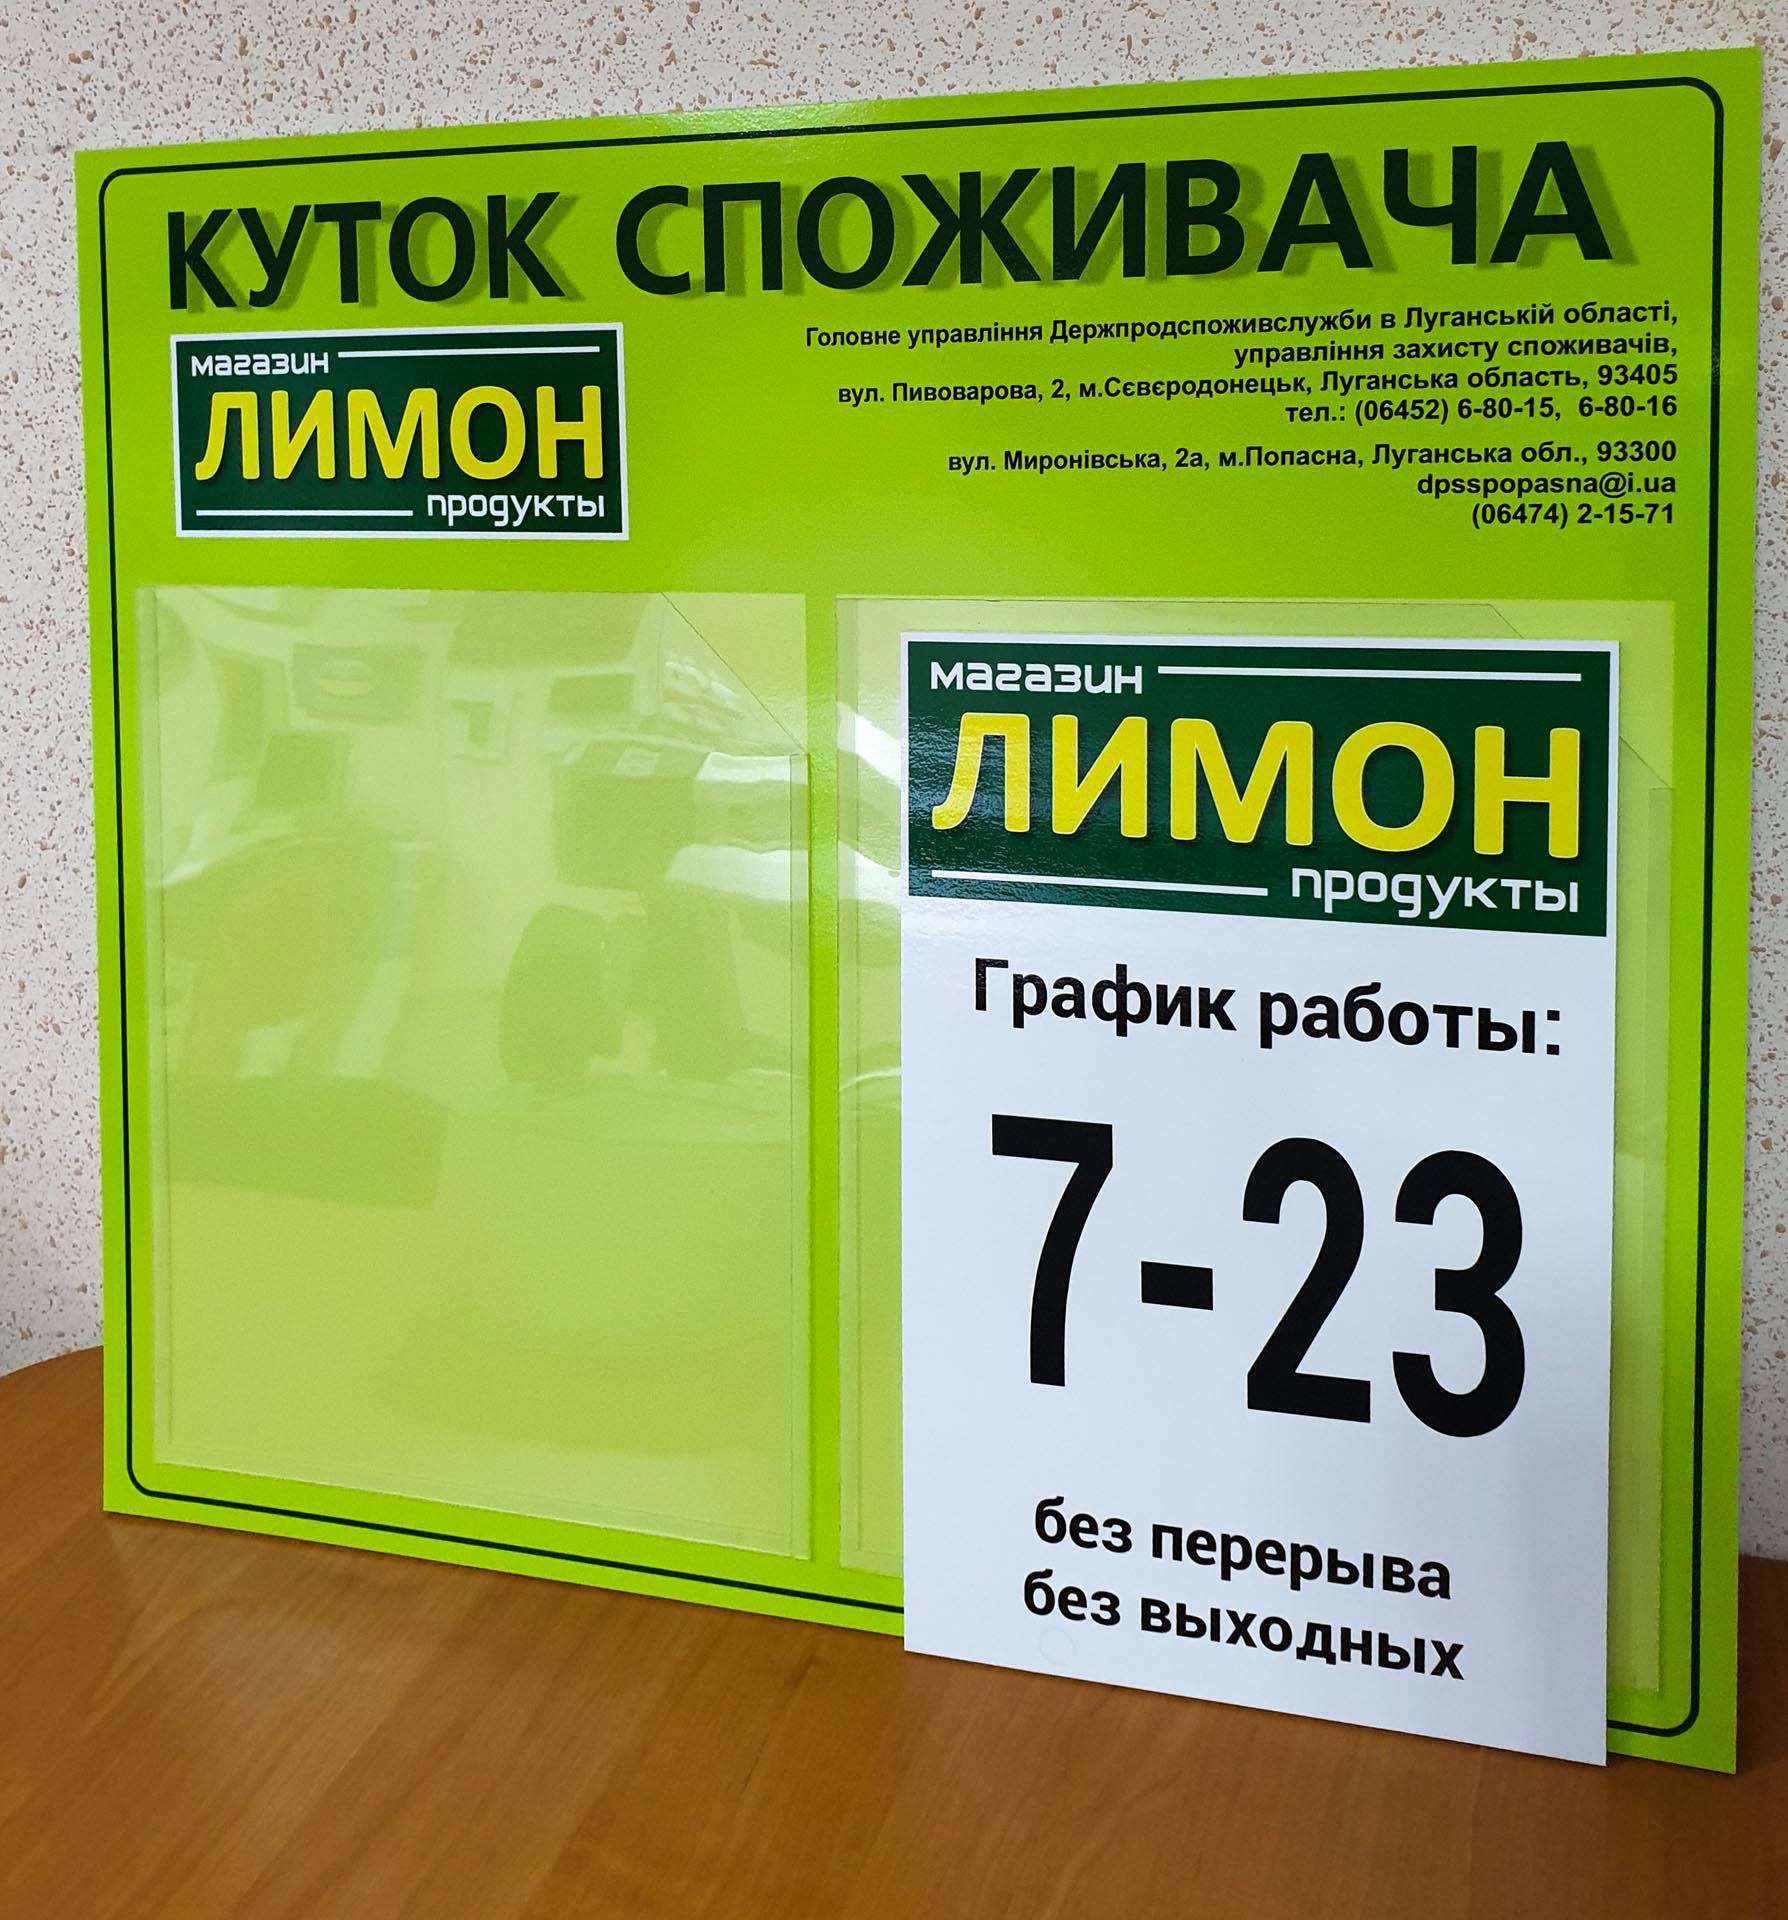 КУТОК СПОЖИВАЧА
магазин
ЛИМОН
продукты
Головне управління Держпродспоживслужби в Луганській області,
управління захисту споживачів,
вул. Пивоварова, 2, м.Сєвєродонецьк, Луганська область, 93405
тел.: (06452) 6-80-15, 6-80-16
вул. Миронівська, 2а, м.Попасна, Луганська обл., 93300
dpsspopasna@i.ua
(06474) 2-15-71
магазин
ЛИМОН
продукты
График работы:
7-23
без перерыва
без выходных